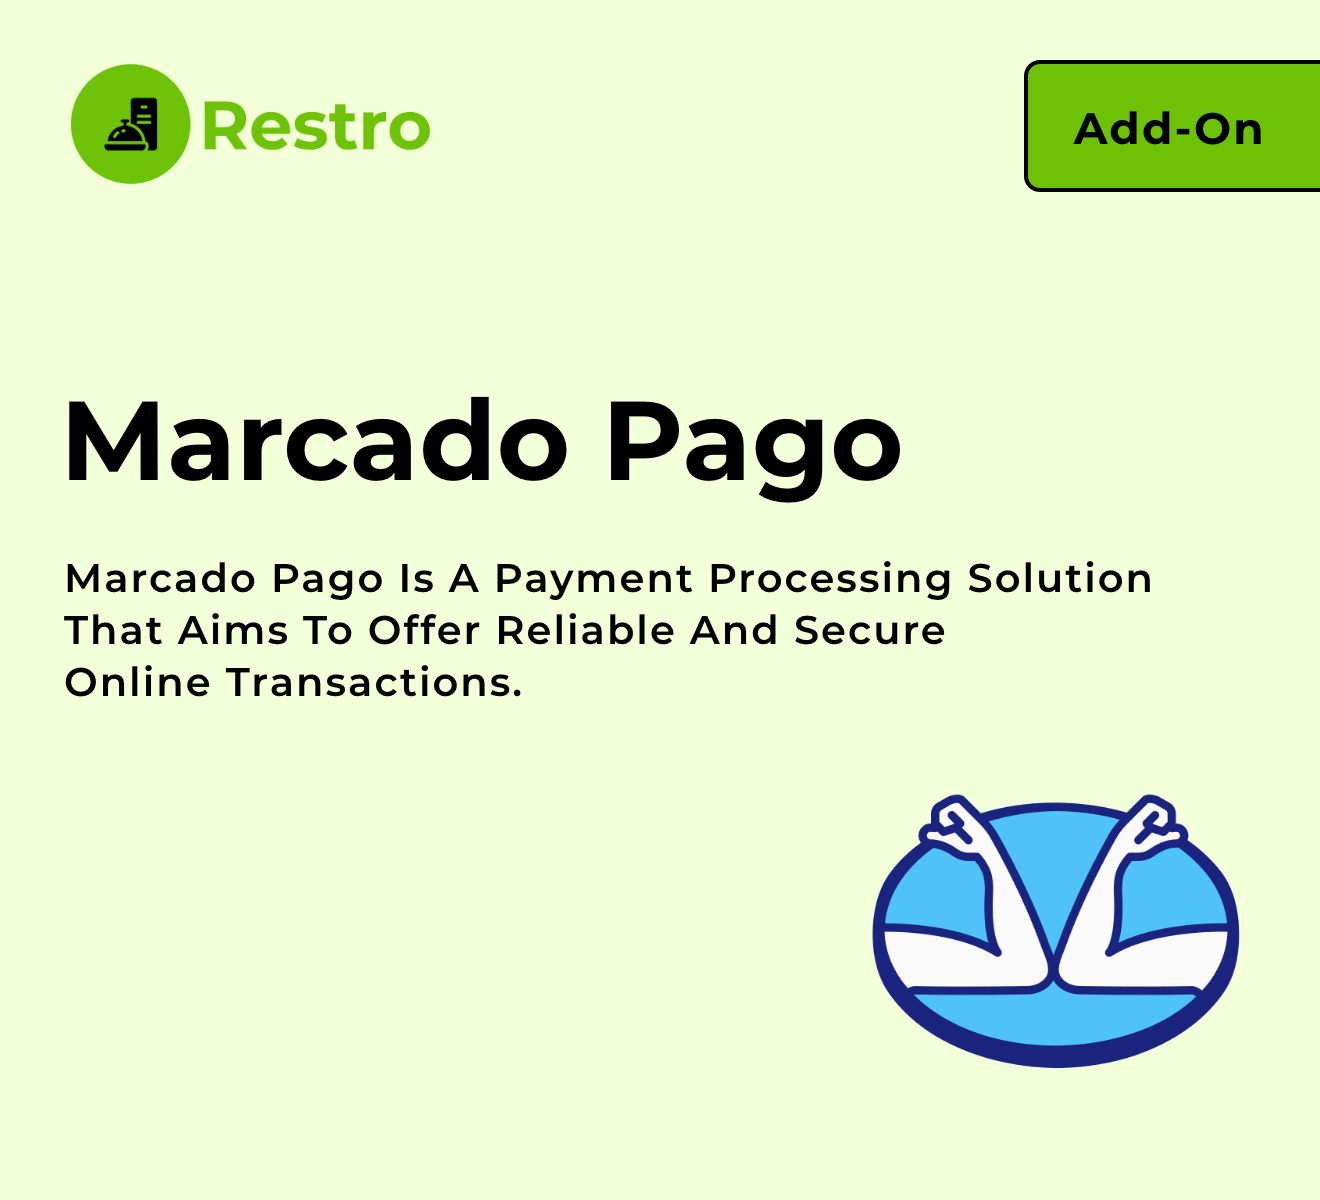 Restro
Add-On
Marcado Pago
Marcado Pago Is A Payment Processing Solution
That Aims To Offer Reliable And Secure
Online Transactions.